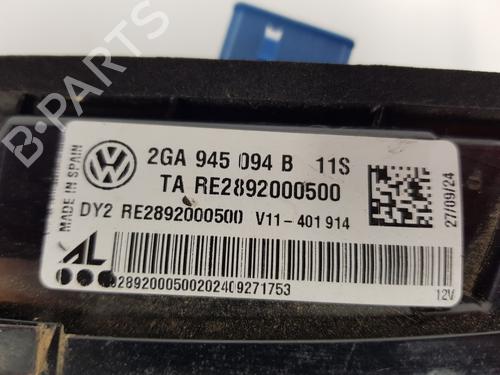 B-Parts
MADE IN SPAIN
2GA 945 094 B 11S
TA RE2892000500
DY2 RE2892000500 V11-401 914
27/09/24
AL
02892000500202409271753
12V